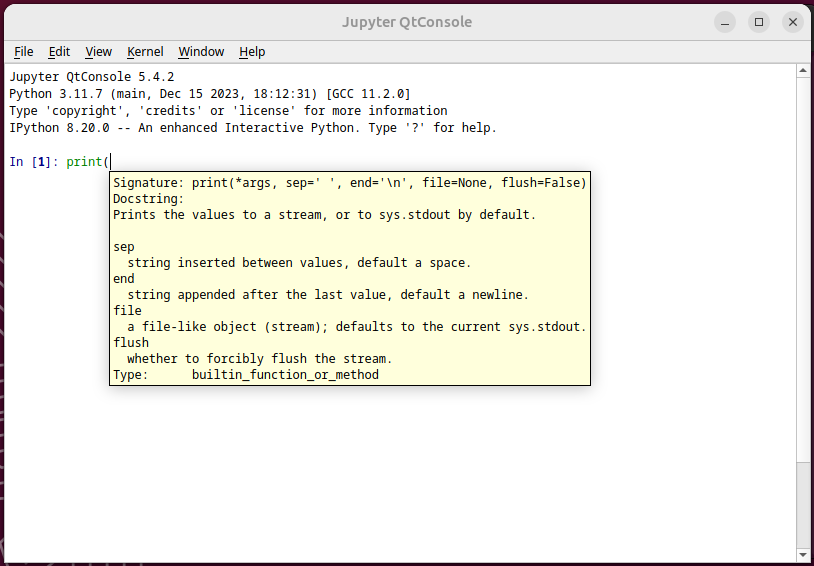 Jupyter QtConsole
File Edit View Kernel Window Help
Jupyter QtConsole 5.4.2
Python 3.11.7 (main, Dec 15 2023, 18:12:31) [GCC 11.2.0]
Type 'copyright', 'credits' or 'license' for more information
IPython 8.20.0 -- An enhanced Interactive Python. Type '?' for help.
In [1]: print(
Signature: print(*args, sep=' ', end='\n', file=None, flush=False)
Docstring:
Prints the values to a stream, or to sys.stdout by default.
sep
  string inserted between values, default a space.
end
  string appended after the last value, default a newline.
file
  a file-like object (stream); defaults to the current sys.stdout.
flush
  whether to forcibly flush the stream.
Type:      builtin_function_or_method